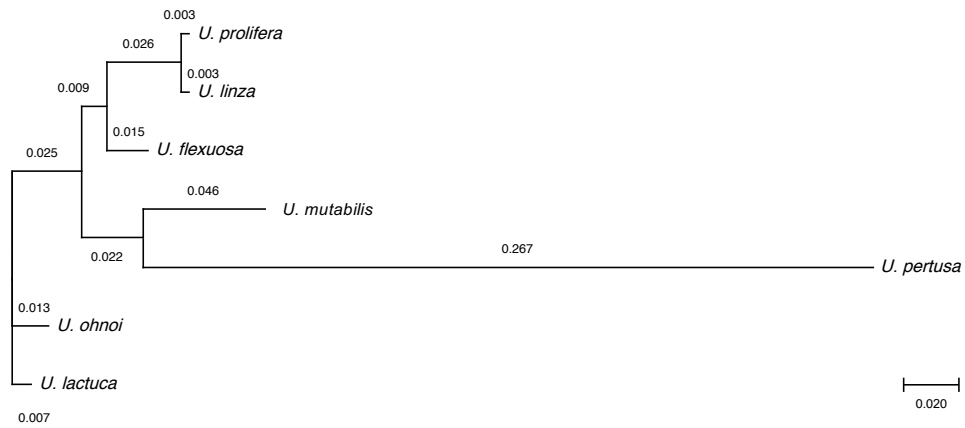 0.003
U. prolifera
0.026
0.003
U. linza
0.009
0.015
U. flexuosa
0.025
0.046
U. mutabilis
0.022
0.267
U. pertusa
0.013
U. ohnoi
U. lactuca
0.007
0.020